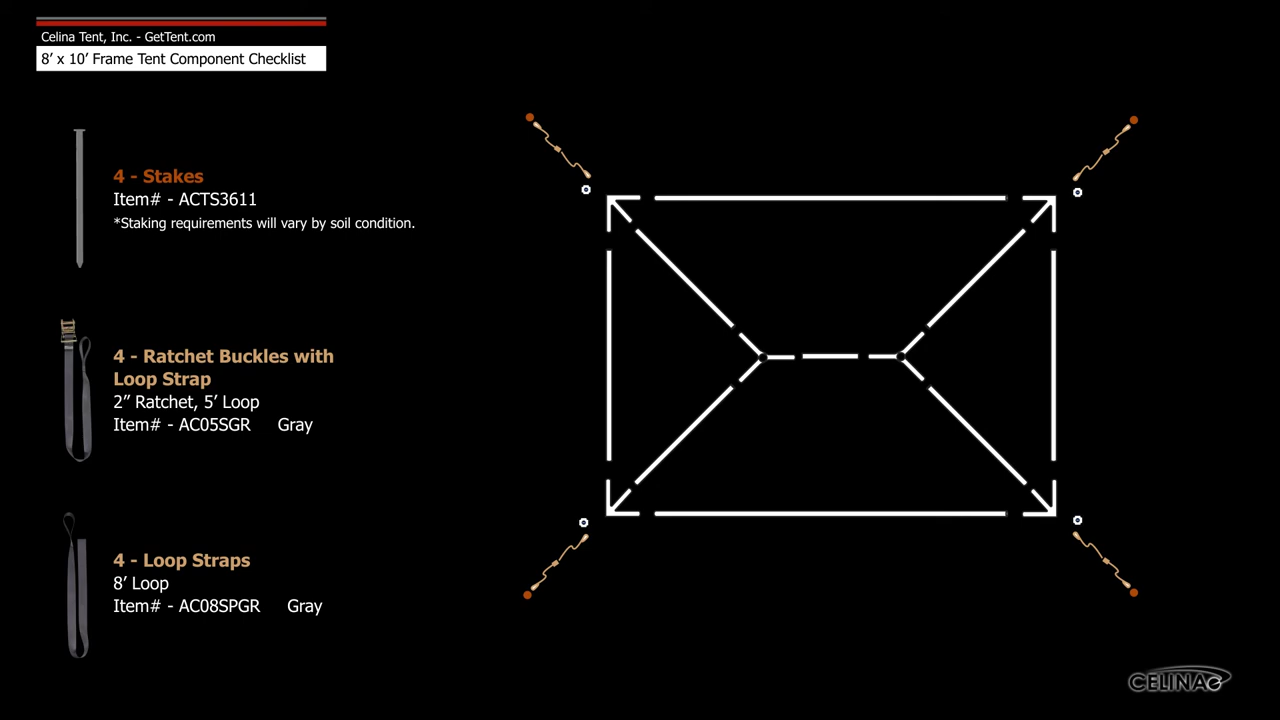 Celina Tent, Inc. - GetTent.com
8’ x 10’ Frame Tent Component Checklist
4 - Stakes
Item# - ACTS3611
*Staking requirements will vary by soil condition.
4 - Ratchet Buckles with
Loop Strap
2” Ratchet, 5’ Loop
Item# - AC05SGR Gray
4 - Loop Straps
8’ Loop
Item# - AC08SPGR Gray
CELINA